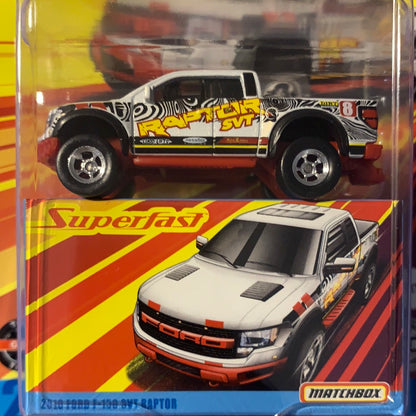 RAPTOR
SVT
8
Superfast
FORD
2010 FORD F-150 SVT RAPTOR
MATCHBOX